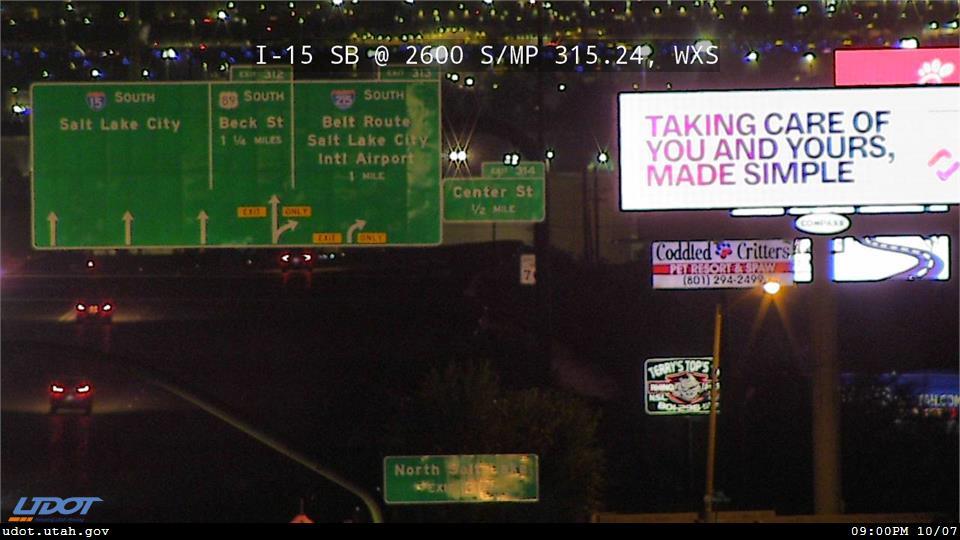 I-15 SB @ 2600 S/MP 315.24, WXS
EXIT 312
EXIT 313
15 SOUTH
Salt Lake City
89 SOUTH
Beck St
1 ¼ MILES
215 SOUTH
Belt Route
Salt Lake City
Intl Airport
1 MILE
EXIT ONLY
EXIT ONLY
EXIT 314
Center St
½ MILE
TAKING CARE OF
YOU AND YOURS,
MADE SIMPLE
COMPASS
Coddled Critters
PET RESORT & SPAW
(801) 294-2499
TERRY'S TOP'S
RHINO
North Salt Lake
UDOT
udot.utah.gov
09:00PM 10/07